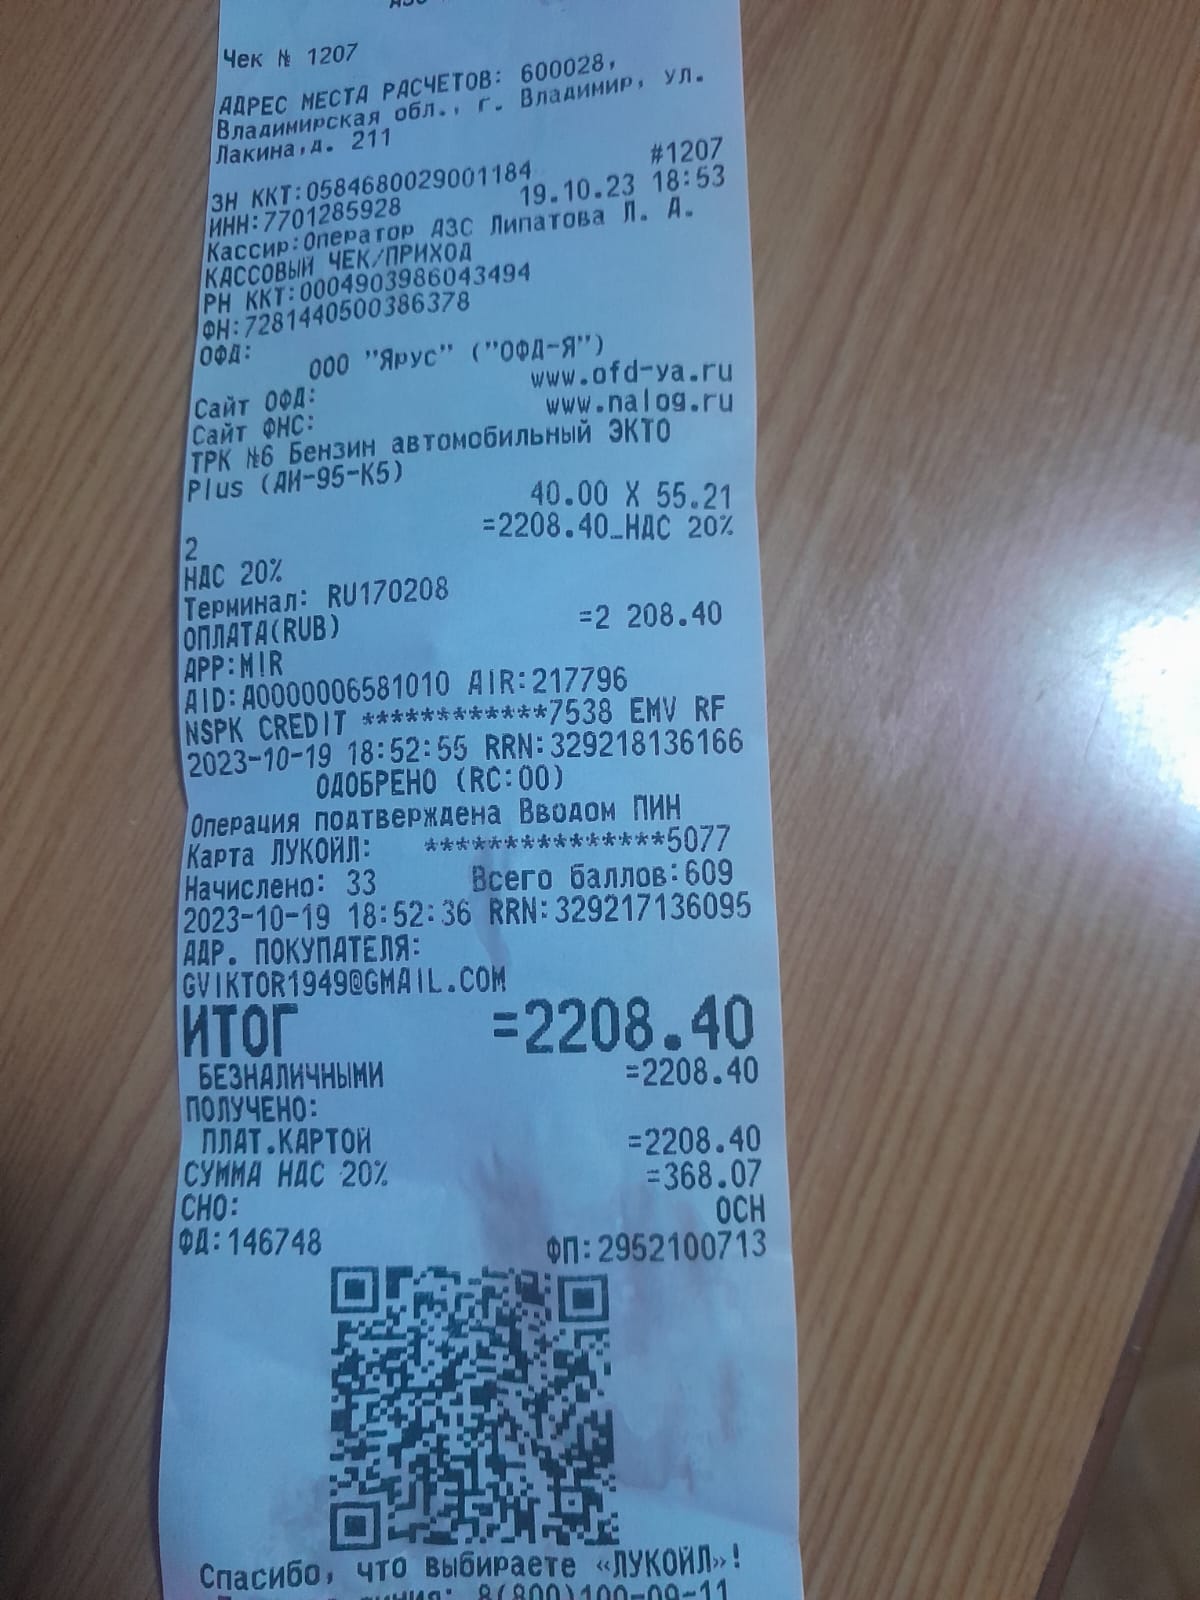 Чек № 1207
АДРЕС МЕСТА РАСЧЕТОВ: 600028,
Владимирская обл., г. Владимир, ул.
Лакина,д. 211
#1207
ЗН ККТ:0584680029001184
19.10.23 18:53
ИНН:7701285928
Кассир:Оператор АЗС Липатова Л. А.
КАССОВЫЙ ЧЕК/ПРИХОД
РН ККТ:0004903986043494
ФН:7281440500386378
ОФД:
ООО "Ярус" ("ОФД-Я")
Сайт ОФД: www.ofd-ya.ru
Сайт ФНС: www.nalog.ru
ТРК №6 Бензин автомобильный ЭКТО
Plus (АИ-95-К5)
40.00 X 55.21
=2208.40_НДС 20%
2
НДС 20%
Терминал: RU170208
ОПЛАТА(RUB) =2 208.40
APP:MIR
AID:A0000006581010 AIR:217796
NSPK CREDIT ************7538 EMV RF
2023-10-19 18:52:55 RRN:329218136166
ОДОБРЕНО (RC:00)
Операция подтверждена Вводом ПИН
Карта ЛУКОЙЛ: ***************5077
Начислено: 33 Всего баллов:609
2023-10-19 18:52:36 RRN:329217136095
АДР. ПОКУПАТЕЛЯ:
GVIKTOR1949@GMAIL.COM
ИТОГ =2208.40
БЕЗНАЛИЧНЫМИ =2208.40
ПОЛУЧЕНО:
ПЛАТ.КАРТОЙ =2208.40
СУММА НДС 20% =368.07
СНО: ОСН
ФД:146748 ФП:2952100713
Спасибо, что выбираете «ЛУКОЙЛ»!
8(800)100-09-11